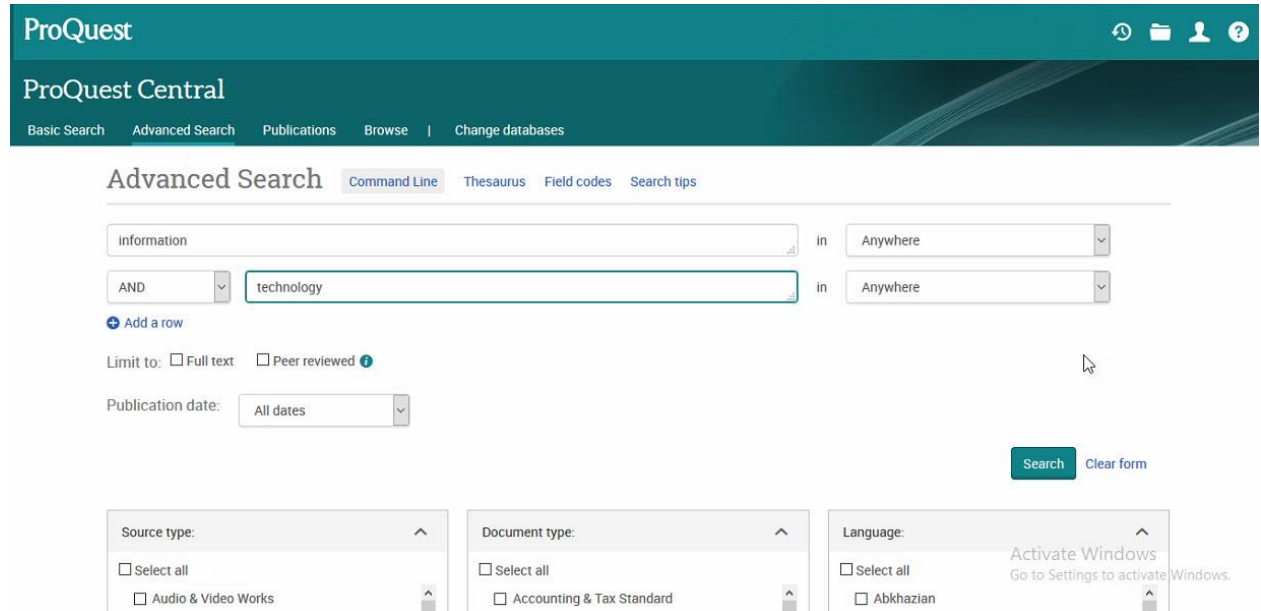 ProQuest
ProQuest Central
Basic Search Advanced Search Publications Browse | Change databases
Advanced Search Command Line Thesaurus Field codes Search tips
information in Anywhere
AND technology in Anywhere
Add a row
Limit to: Full text Peer reviewed
Publication date: All dates
Search Clear form
Source type: Document type: Language:
Select all Select all Select all
Audio & Video Works Accounting & Tax Standard Abkhazian
Activate Windows
Go to Settings to activate Windows.